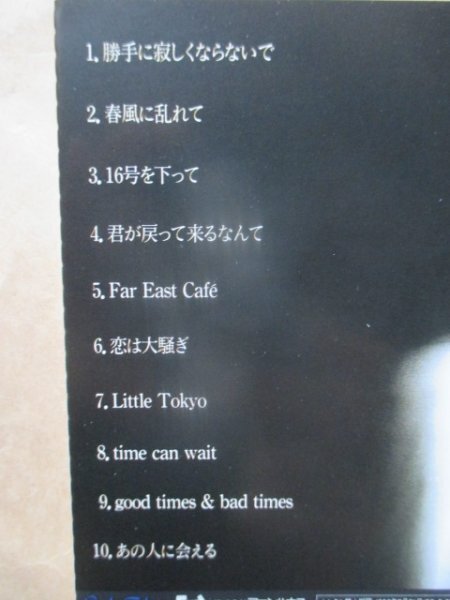 1. 勝手に寂しくならないで
2. 春風に乱れて
3. 16号を下って
4. 君が戻って来るなんて
5. Far East Café
6. 恋は大騒ぎ
7. Little Tokyo
8. time can wait
9. good times & bad times
10. あの人に会える